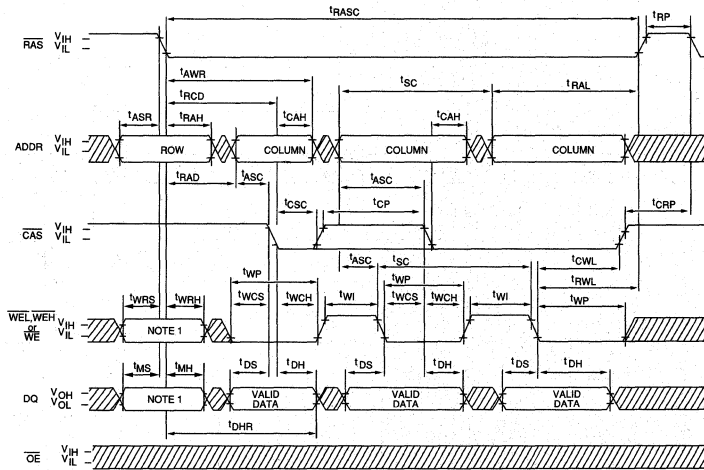 tRASC
tRP
RAS VIH
VIL
tAWR
tRCD
tSC
tRAL
tASR
tRAH
tCAH
tCAH
ADDR VIH
VIL
ROW
COLUMN
COLUMN
COLUMN
tRAD
tASC
tASC
tCSC
tCP
tCRP
CAS VIH
VIL
tASC
tSC
tCWL
tWP
tWP
tRWL
tWRS
tWRH
tWCS
tWCH
tWI
tWCS
tWCH
tWI
tWP
WEL,WEH
or
WE
VIH
VIL
NOTE 1
tMS
tMH
tDS
tDH
tDS
tDH
tDS
tDH
DQ VOH
VOL
NOTE 1
VALID
DATA
VALID
DATA
VALID
DATA
tDHR
OE VIH
VIL